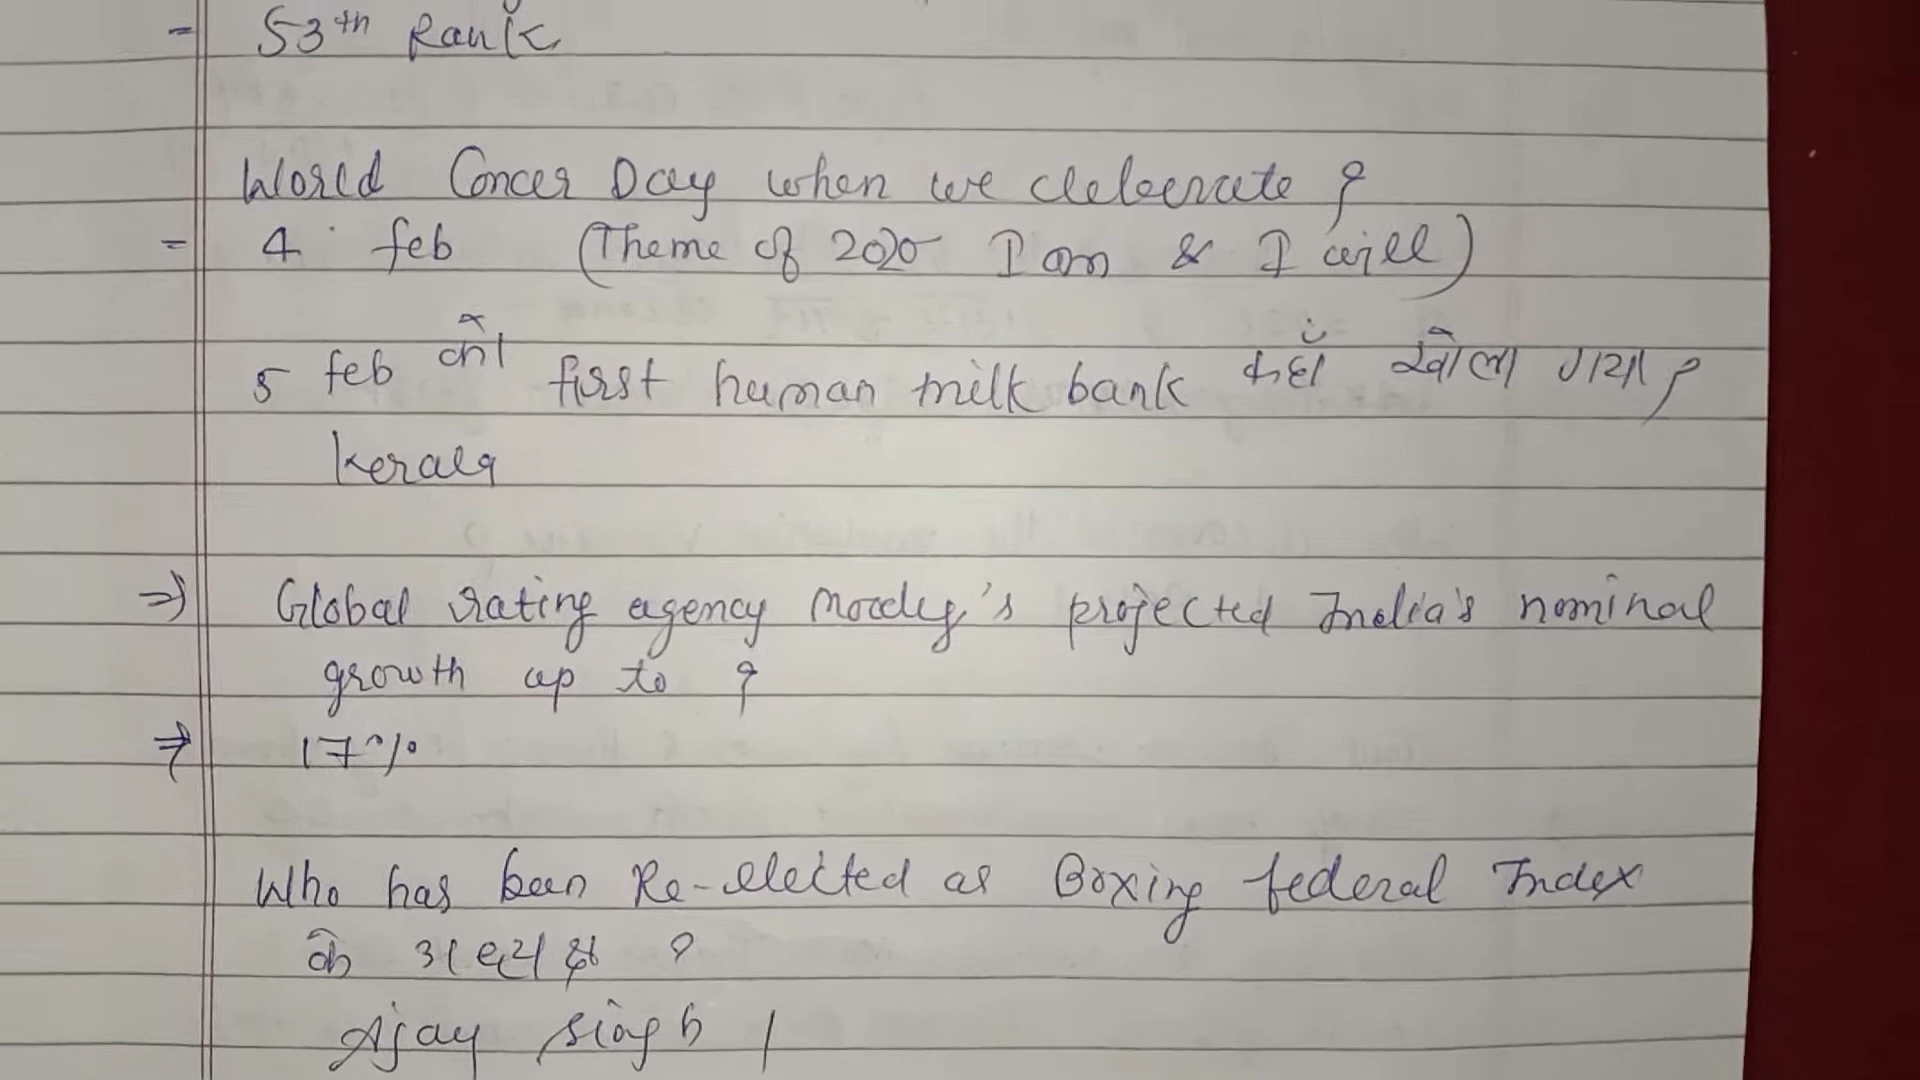 - 53th Rank
World Cancer Day when we clelebrate ?
= 4 feb (Theme of 2020 I am & I will)
5 feb को first human milk bank कहाँ खोला गया ?
kerala
⇒ Global rating agency moody's projected India's nominal
growth up to ?
⇒ 17%
Who has been Re-elected as Boxing federal Index
के अध्यक्ष ?
Ajay singh |